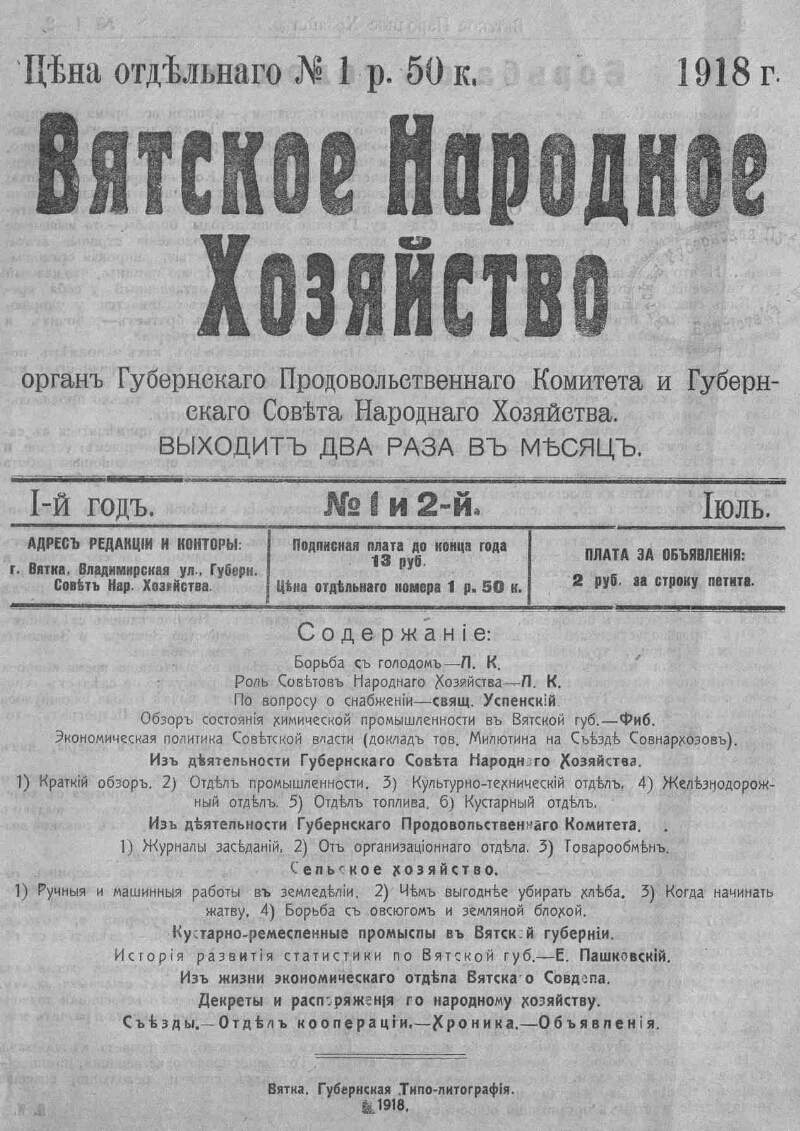 Цѣна отдѣльнаго № 1 р. 50 к. 1918 г.
Вятское Народное
Хозяйство
органъ Губернскаго Продовольственнаго Комитета и Губерн-
скаго Совѣта Народнаго Хозяйства.
ВЫХОДИТЪ ДВА РАЗА ВЪ МѢСЯЦЪ.
I-й годъ. № 1 и 2-й. Іюль.
АДРЕСЪ РЕДАКЦІИ И КОНТОРЫ:
г. Вятка, Владимирская ул., Губерн.
Совѣтъ Нар. Хозяйства.
Подписная плата до конца года
13 руб.
Цѣна отдѣльнаго номера 1 р. 50 к.
ПЛАТА ЗА ОБЪЯВЛЕНІЯ:
2 руб. за строку петита.
Содержаніе:
Борьба съ голодомъ—Л. К.
Роль Совѣтовъ Народнаго Хозяйства—Л. К.
По вопросу о снабженіи—свящ. Успенскій
Обзоръ состоянія химической промышленности въ Вятской губ.—Фиб.
Экономическая политика Совѣтской власти (докладъ тов. Милютина на Съѣздѣ Совнархозовъ).
Изъ дѣятельности Губернскаго Совѣта Народнаго Хозяйства.
1) Краткій обзоръ. 2) Отдѣлъ промышленности. 3) Культурно-техническій отдѣлъ. 4) Желѣзнодорож-
ный отдѣлъ. 5) Отдѣлъ топлива. 6) Кустарный отдѣлъ.
Изъ дѣятельности Губернскаго Продовольственнаго Комитета.
1) Журналы засѣданій, 2) Отъ организаціоннаго отдѣла. 3) Товарообмѣнъ.
Сельское хозяйство.
1) Ручныя и машинныя работы въ земледѣліи. 2) Чѣмъ выгоднѣе убирать хлѣба. 3) Когда начинать
жатву. 4) Борьба съ овсюгомъ и земляной блохой.
Кустарно-ремесленные промыслы въ Вятской губерніи.
Исторія развитія статистики по Вятской губ.—Е. Пашковскій.
Изъ жизни экономическаго отдѣла Вятскаго Совдепа.
Декреты и распоряженія по народному хозяйству.
Съѣзды.—Отдѣлъ коопераціи.—Хроника.—Объявленія.
Вятка. Губернская Типо-литографія.
1918.